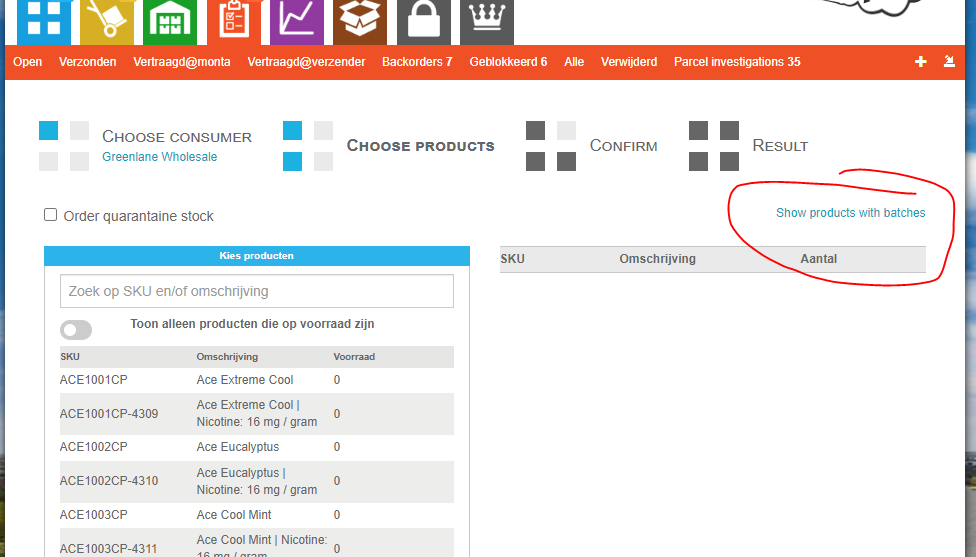 Open Verzonden Vertraagd@monta Vertraagd@verzender Backorders 7 Geblokkeerd 6 Alle Verwijderd Parcel investigations 35
Choose consumer
Greenlane Wholesale
Choose products
Confirm
Result
Order quarantaine stock
Show products with batches
Kies producten
Zoek op SKU en/of omschrijving
Toon alleen producten die op voorraad zijn
SKU Omschrijving Voorraad
ACE1001CP Ace Extreme Cool 0
ACE1001CP-4309 Ace Extreme Cool | 0
Nicotine: 16 mg / gram
ACE1002CP Ace Eucalyptus 0
ACE1002CP-4310 Ace Eucalyptus | 0
Nicotine: 16 mg / gram
ACE1003CP Ace Cool Mint 0
ACE1003CP-4311 Ace Cool Mint | Nicotine: 0
16 mg / gram
SKU Omschrijving Aantal